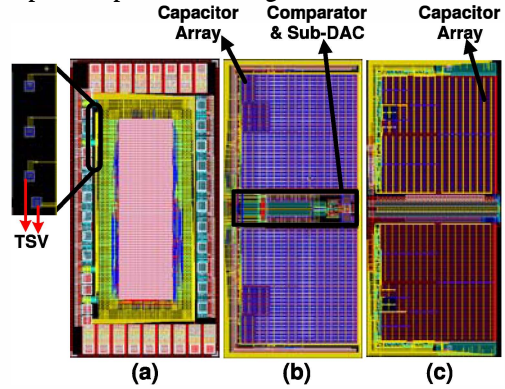 Capacitor
Array
Comparator
& Sub-DAC
Capacitor
Array
TSV
(a)
(b)
(c)